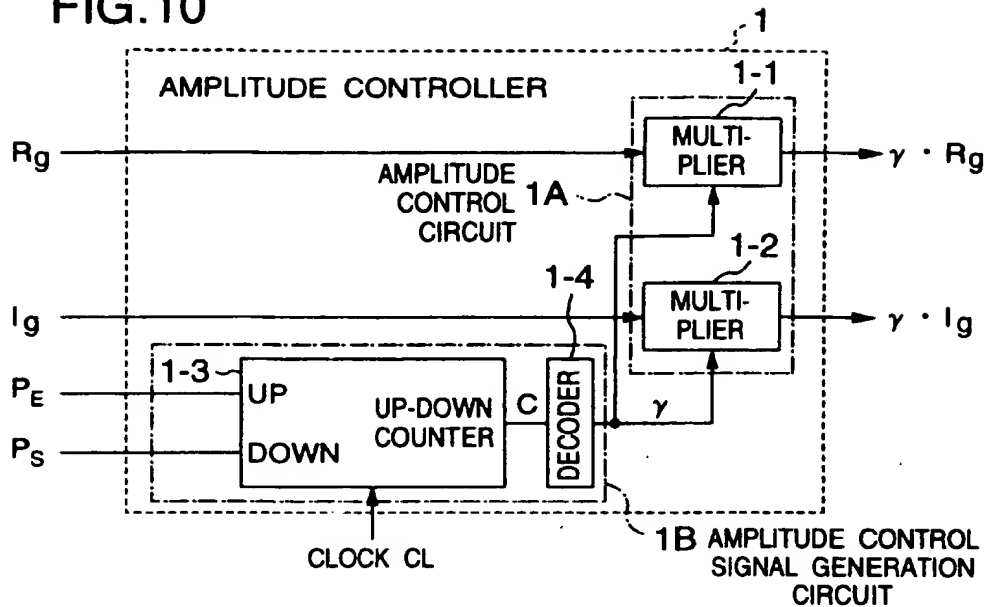 FIG.10
1
AMPLITUDE CONTROLLER
1-1
Rg
MULTI-
PLIER
γ · Rg
AMPLITUDE
CONTROL
CIRCUIT
1A
1-2
1-4
Ig
MULTI-
PLIER
γ · Ig
1-3
PE
UP
UP-DOWN
COUNTER
C
DECODER
γ
PS
DOWN
CLOCK CL
1B AMPLITUDE CONTROL
SIGNAL GENERATION
CIRCUIT